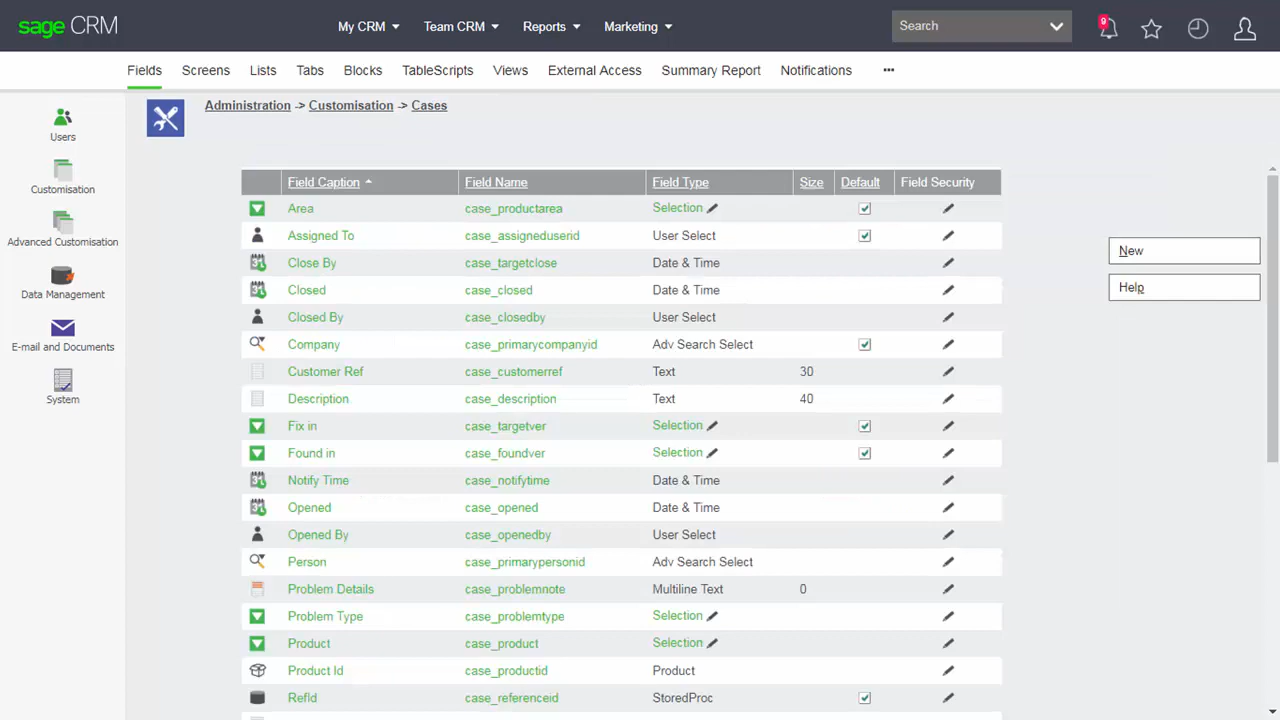 sage CRM My CRM Team CRM Reports Marketing Search 9
Fields Screens Lists Tabs Blocks TableScripts Views External Access Summary Report Notifications •••
Administration -> Customisation -> Cases
Users
Customisation
Advanced Customisation
Data Management
E-mail and Documents
System
Field Caption Field Name Field Type Size Default Field Security
Area case_productarea Selection
Assigned To case_assigneduserid User Select
Close By case_targetclose Date & Time
Closed case_closed Date & Time
Closed By case_closedby User Select
Company case_primarycompanyid Adv Search Select
Customer Ref case_customerref Text 30
Description case_description Text 40
Fix in case_targetver Selection
Found in case_foundver Selection
Notify Time case_notifytime Date & Time
Opened case_opened Date & Time
Opened By case_openedby User Select
Person case_primarypersonid Adv Search Select
Problem Details case_problemnote Multiline Text 0
Problem Type case_problemtype Selection
Product case_product Selection
Product Id case_productid Product
RefId case_referenceid StoredProc
New
Help